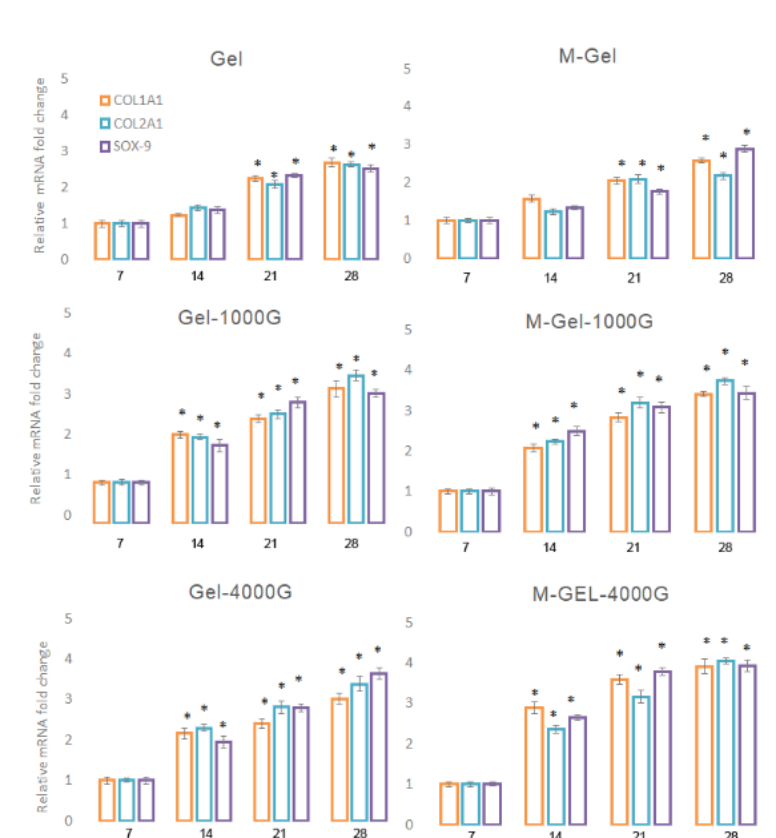 Gel
Relative mRNA fold change
5
4
3
2
1
0
COL1A1
COL2A1
SOX-9
* * *
* * *
7 14 21 28
M-Gel
5
4
3
2
1
0
* * *
* * *
7 14 21 28
Gel-1000G
Relative mRNA fold change
5
4
3
2
1
0
* * *
* * *
* * *
7 14 21 28
M-Gel-1000G
5
4
3
2
1
0
* * *
* * *
* * *
7 14 21 28
Gel-4000G
Relative mRNA fold change
5
4
3
2
1
0
* * *
* * *
* * *
7 14 21 28
M-GEL-4000G
5
4
3
2
1
0
* * *
* * *
* * *
7 14 21 28